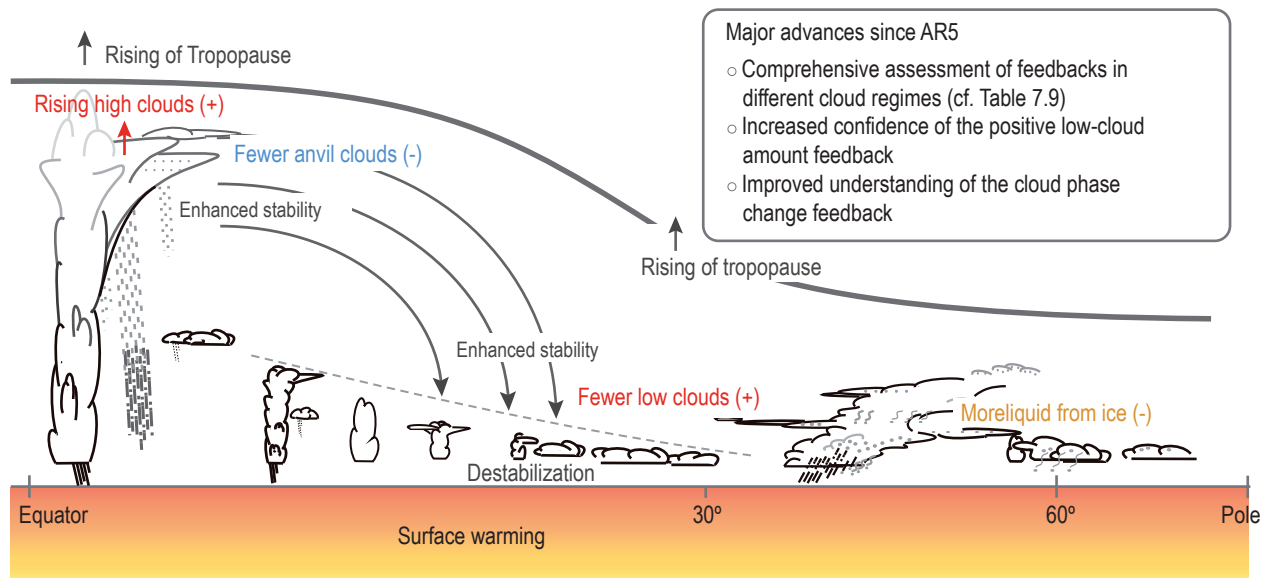 Rising of Tropopause
Rising high clouds (+)
Fewer anvil clouds (-)
Enhanced stability
Major advances since AR5
○ Comprehensive assessment of feedbacks in
different cloud regimes (cf. Table 7.9)
○ Increased confidence of the positive low-cloud
amount feedback
○ Improved understanding of the cloud phase
change feedback
Rising of tropopause
Enhanced stability
Fewer low clouds (+)
Moreliquid from ice (-)
Destabilization
Equator
30º
60º
Pole
Surface warming